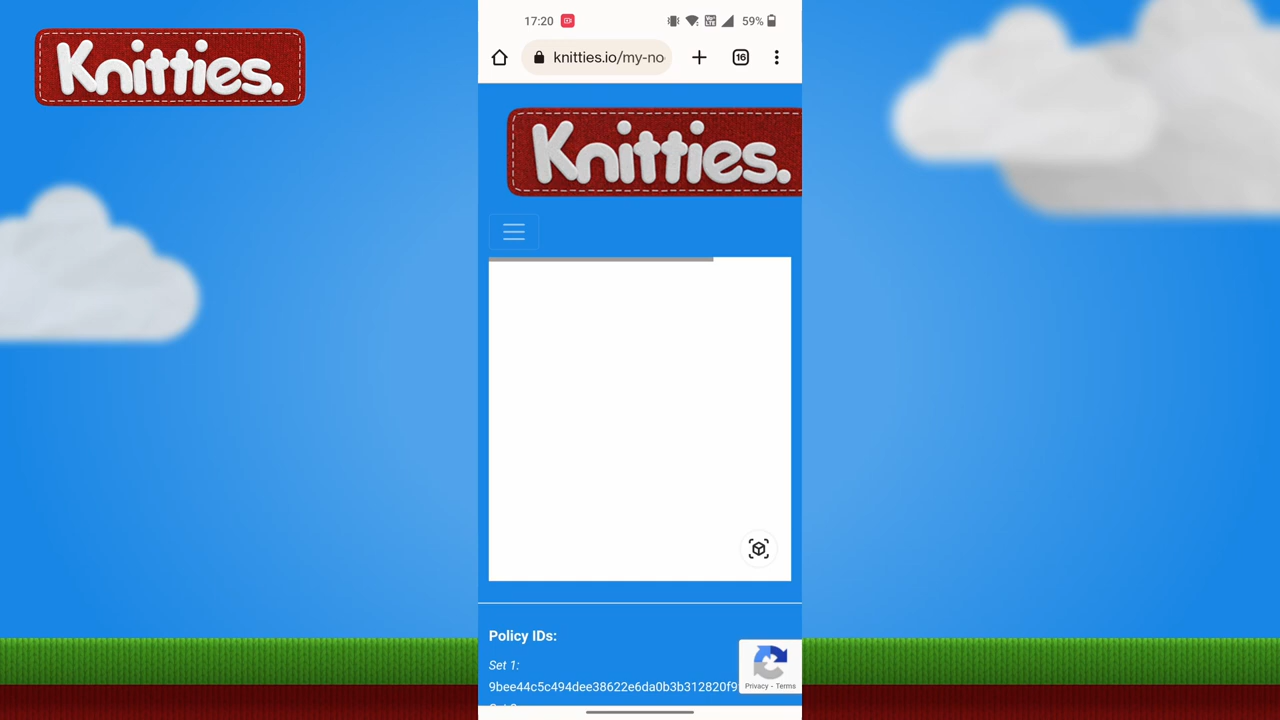 Knitties.
17:20
59%
knitties.io/my-no
16
Knitties.
Policy IDs:
Set 1:
9bee44c5c494dee38622e6da0b3b312820f9
Privacy - Terms